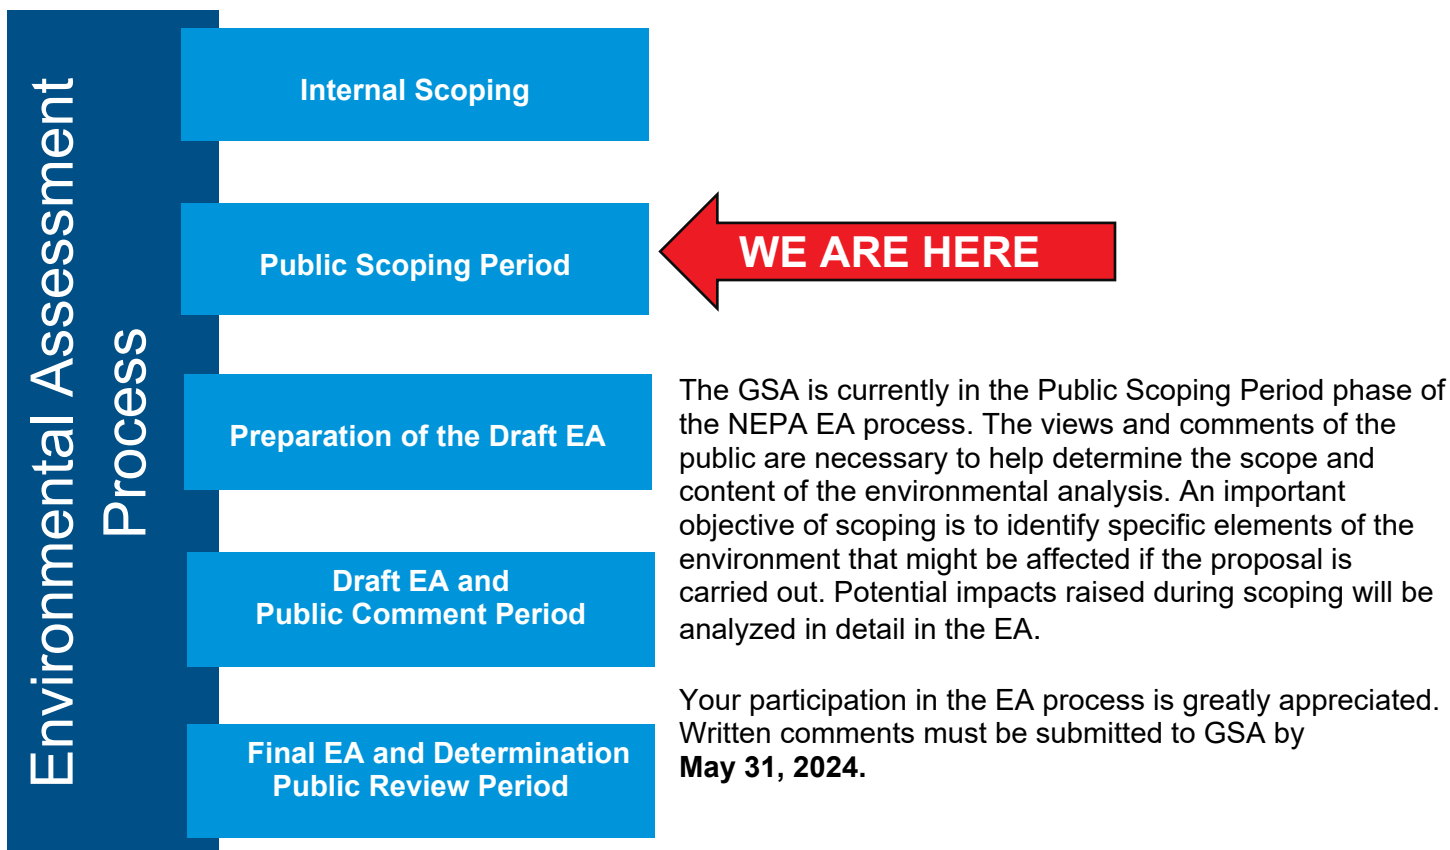 Environmental Assessment
Process
Internal Scoping
Public Scoping Period
WE ARE HERE
Preparation of the Draft EA
Draft EA and
Public Comment Period
Final EA and Determination
Public Review Period
The GSA is currently in the Public Scoping Period phase of
the NEPA EA process. The views and comments of the
public are necessary to help determine the scope and
content of the environmental analysis. An important
objective of scoping is to identify specific elements of the
environment that might be affected if the proposal is
carried out. Potential impacts raised during scoping will be
analyzed in detail in the EA.
Your participation in the EA process is greatly appreciated.
Written comments must be submitted to GSA by
May 31, 2024.